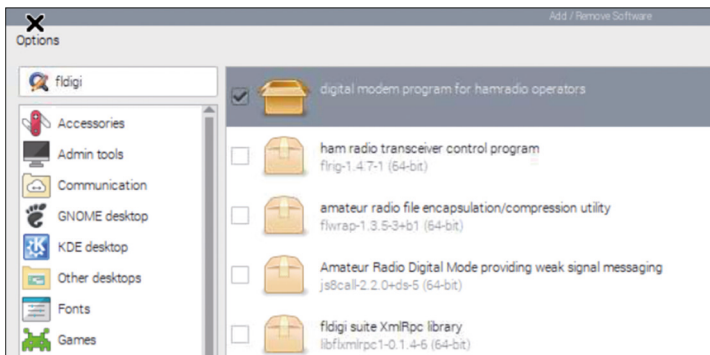 Add / Remove Software
Options
fldigi
Accessories
Admin tools
Communication
GNOME desktop
KDE desktop
Other desktops
Fonts
Games
digital modem program for hamradio operators
ham radio transceiver control program
flrig-1.4.7-1 (64-bit)
amateur radio file encapsulation/compression utility
flwrap-1.3.5-3+b1 (64-bit)
Amateur Radio Digital Mode providing weak signal messaging
js8call-2.2.0+ds-5 (64-bit)
fldigi suite XmlRpc library
libflxmlrpc1-0.1.4-6 (64-bit)